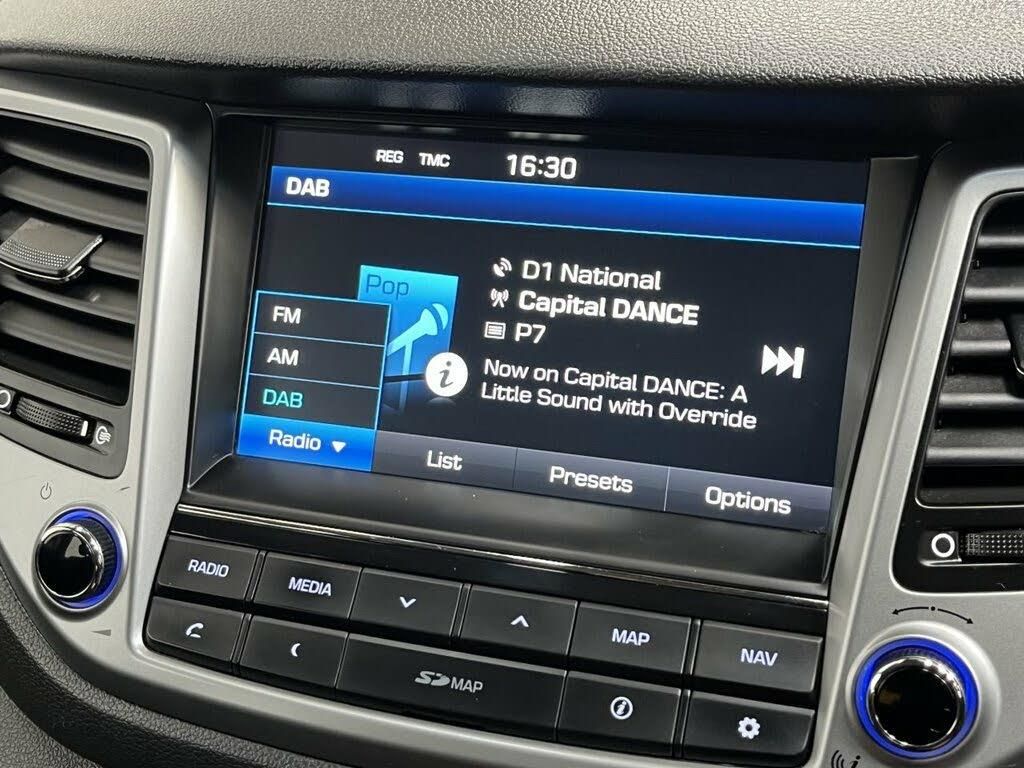 REG TMC 16:30
DAB
Pop
D1 National
Capital DANCE
P7
Now on Capital DANCE: A
Little Sound with Override
FM
AM
DAB
Radio
List
Presets
Options
RADIO
MEDIA
MAP
NAV
SD MAP